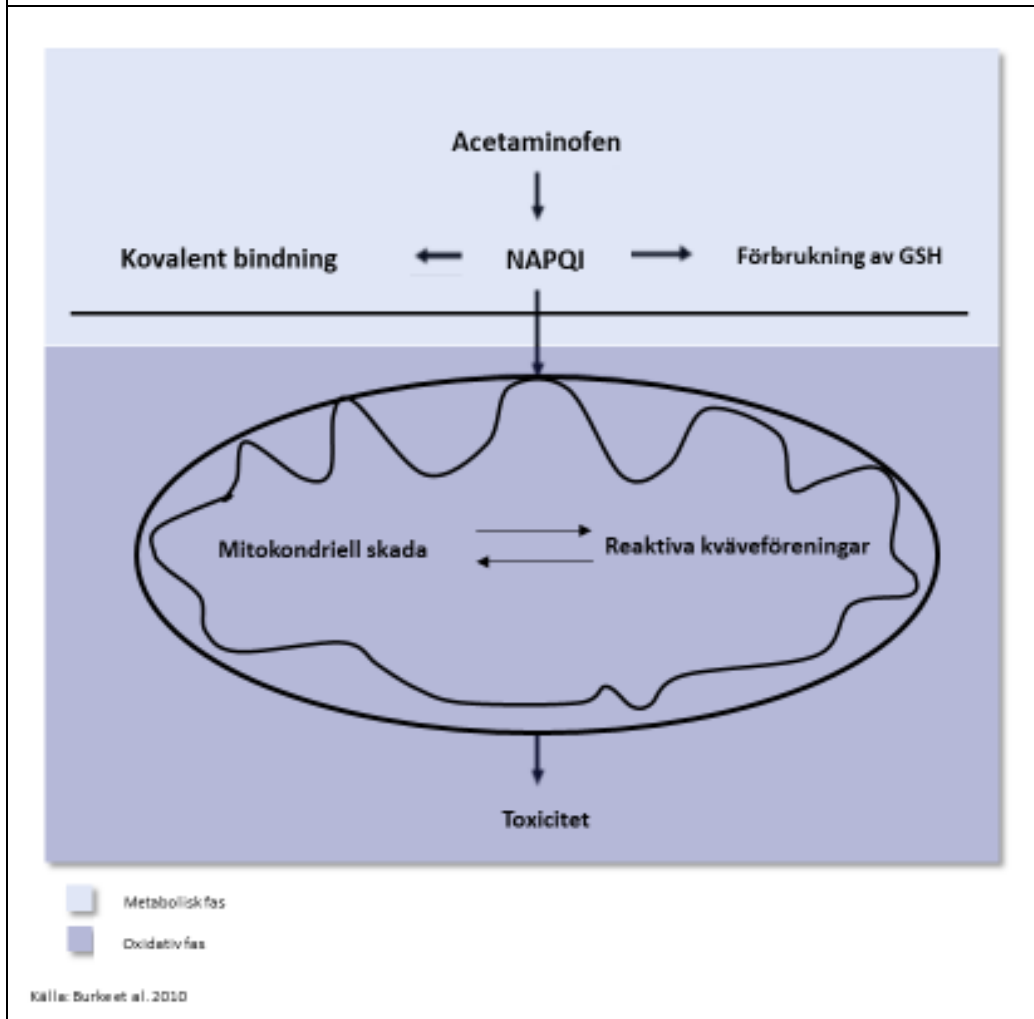 Acetaminofen
Kovalent bindning NAPQI Förbrukning av GSH
Mitokondriell skada Reaktiva kväveföreningar
Toxicitet
Metabolisk fas
Oxidativ fas
Källa: Burke et al. 2010